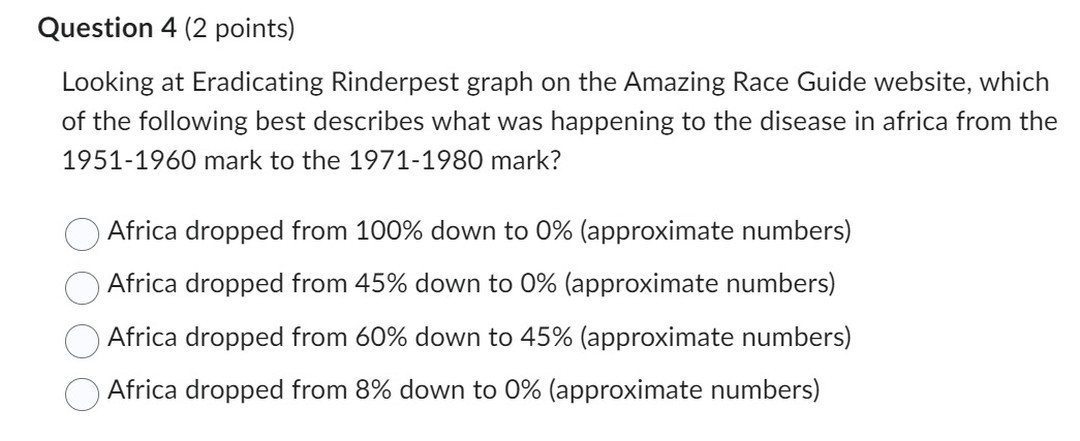 Question 4 (2 points)
Looking at Eradicating Rinderpest graph on the Amazing Race Guide website, which
of the following best describes what was happening to the disease in africa from the
1951-1960 mark to the 1971-1980 mark?
Africa dropped from 100% down to 0% (approximate numbers)
Africa dropped from 45% down to 0% (approximate numbers)
Africa dropped from 60% down to 45% (approximate numbers)
Africa dropped from 8% down to 0% (approximate numbers)